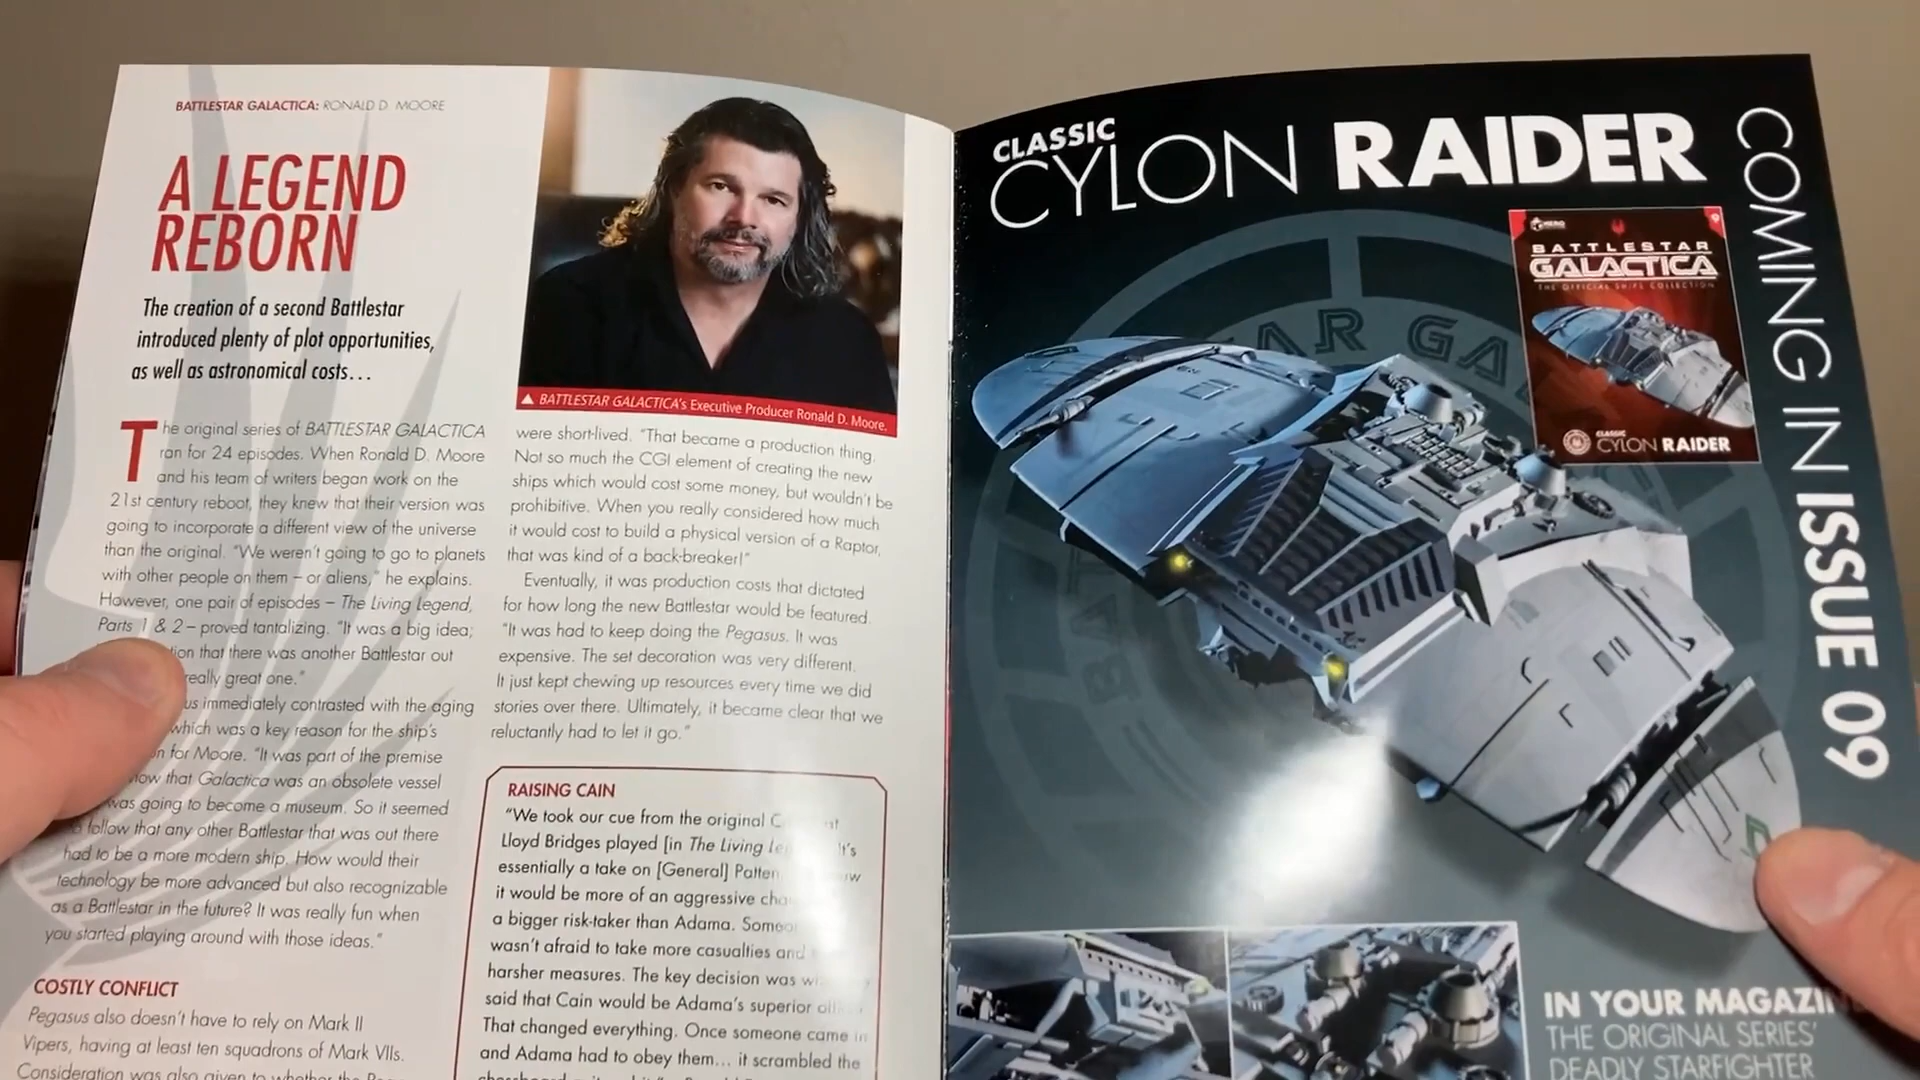 BATTLESTAR GALACTICA: RONALD D. MOORE
A LEGEND
REBORN
The creation of a second Battlestar
introduced plenty of plot opportunities,
as well as astronomical costs…
The original series of BATTLESTAR GALACTICA
ran for 24 episodes. When Ronald D. Moore
and his team of writers began work on the
21st century reboot, they knew that their version was
going to incorporate a different view of the universe
than the original. “We weren’t going to go to planets
with other people on them – or aliens,” he explains.
However, one pair of episodes – The Living Legend,
Parts 1 & 2 – proved tantalizing. “It was a big idea;
that there was another Battlestar out
really great one.”
immediately contrasted with the aging
which was a key reason for the ship’s
for Moore. “It was part of the premise
that Galactica was an obsolete vessel
was going to become a museum. So it seemed
follow that any other Battlestar that was out there
had to be a more modern ship. How would their
technology be more advanced but also recognizable
as a Battlestar in the future? It was really fun when
you started playing around with those ideas.”
COSTLY CONFLICT
Pegasus also doesn’t have to rely on Mark II
Vipers, having at least ten squadrons of Mark VIIs.
Consideration was also given to whether the
▲ BATTLESTAR GALACTICA’s Executive Producer Ronald D. Moore.
were short-lived. “That became a production thing.
Not so much the CGI element of creating the new
ships which would cost some money, but wouldn’t be
prohibitive. When you really considered how much
it would cost to build a physical version of a Raptor,
that was kind of a back-breaker!”
Eventually, it was production costs that dictated
for how long the new Battlestar would be featured.
“It was had to keep doing the Pegasus. It was
expensive. The set decoration was very different.
It just kept chewing up resources every time we did
stories over there. Ultimately, it became clear that we
reluctantly had to let it go.”
RAISING CAIN
“We took our cue from the original
Lloyd Bridges played [in The Living It’s
essentially a take on [General]
it would be more of an aggressive
a bigger risk-taker than Adama.
wasn’t afraid to take more casualties and
harsher measures. The key decision was
said that Cain would be Adama’s superior
That changed everything. Once someone came in
and Adama had to obey them… it scrambled the
CLASSIC
CYLON RAIDER
COMING IN ISSUE 09
HERO
9
BATTLESTAR
GALACTICA
THE OFFICIAL SHIPS COLLECTION
CLASSIC
CYLON RAIDER
IN YOUR MAGAZINE
THE ORIGINAL SERIES’
DEADLY STARFIGHTER